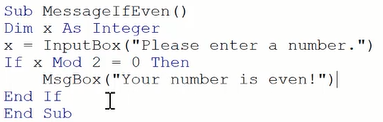 Sub MessageIfEven()
Dim x As Integer
x = InputBox("Please enter a number.")
If x Mod 2 = 0 Then
    MsgBox("Your number is even!")
End If
End Sub